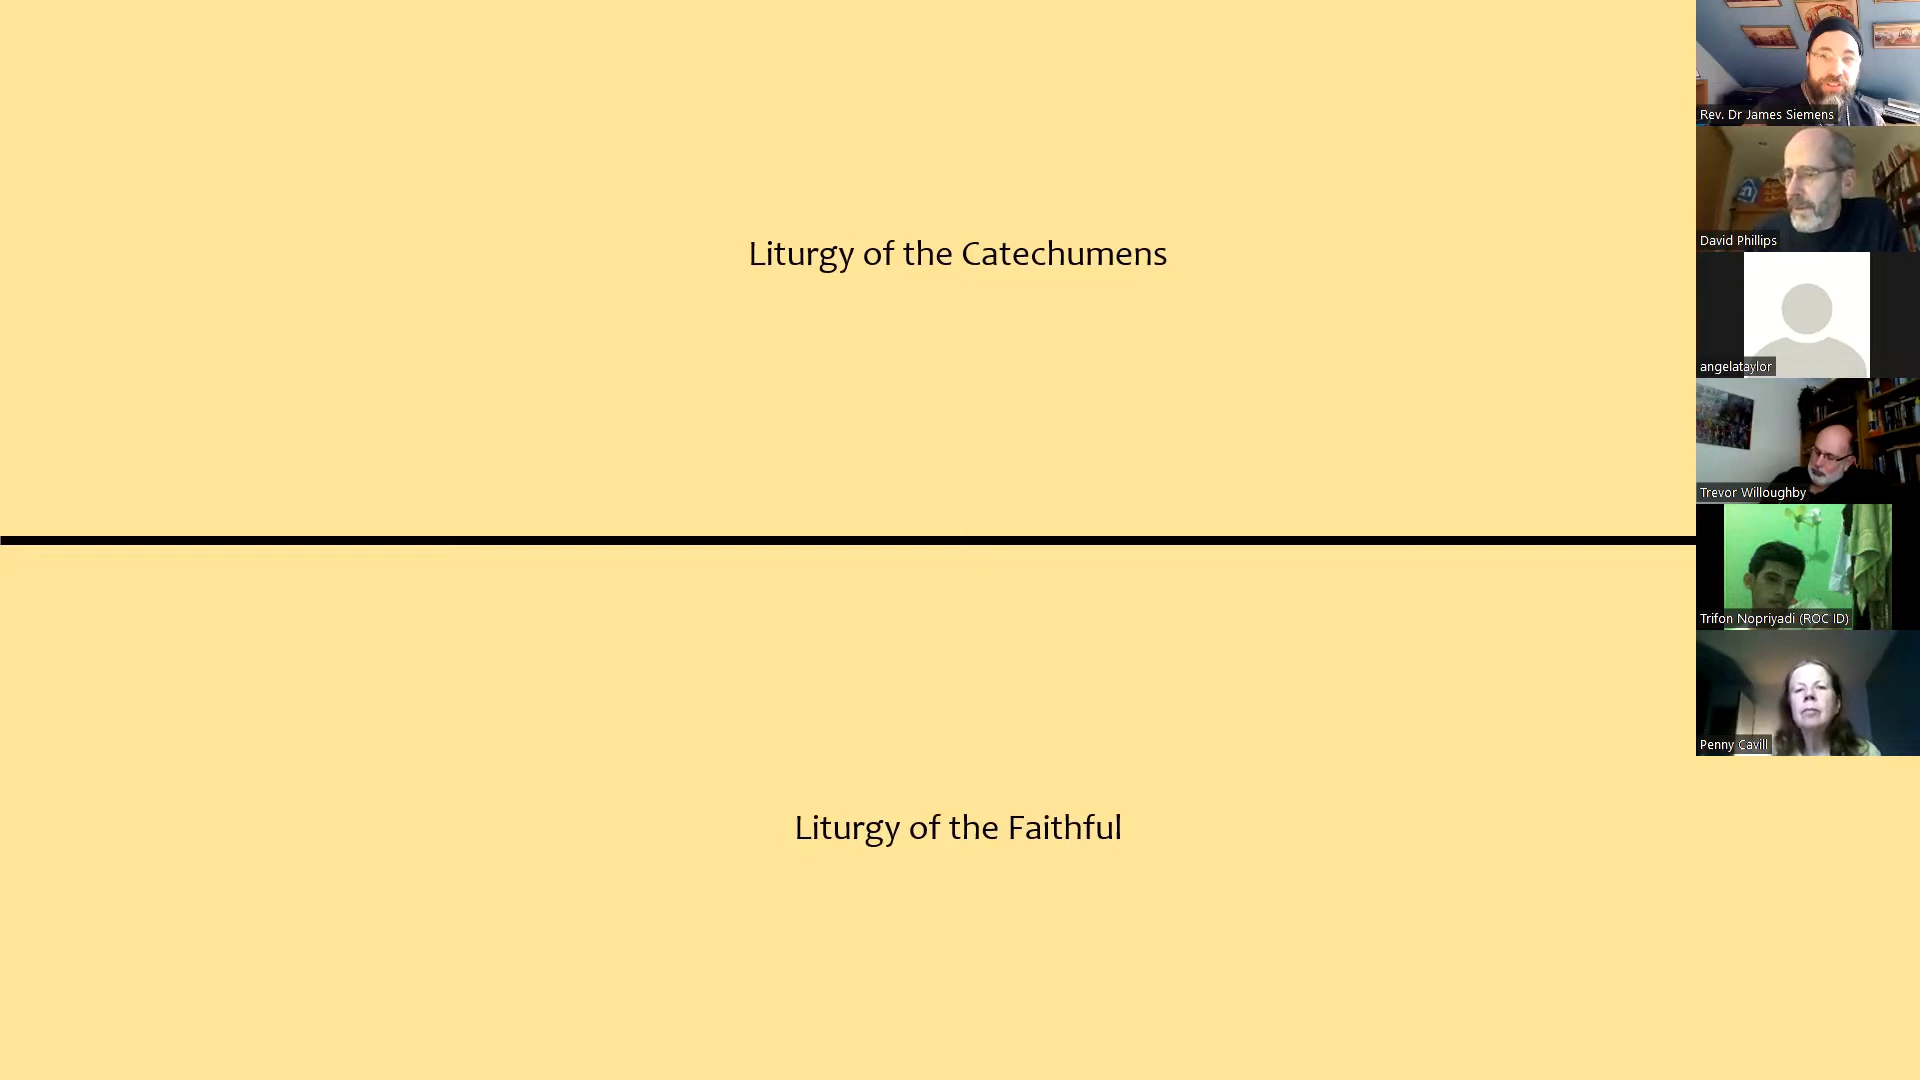 Liturgy of the Catechumens
Liturgy of the Faithful
Rev. Dr James Siemens
David Phillips
angelataylor
Trevor Willoughby
Trifon Nopriyadi (ROC ID)
Penny Cavill